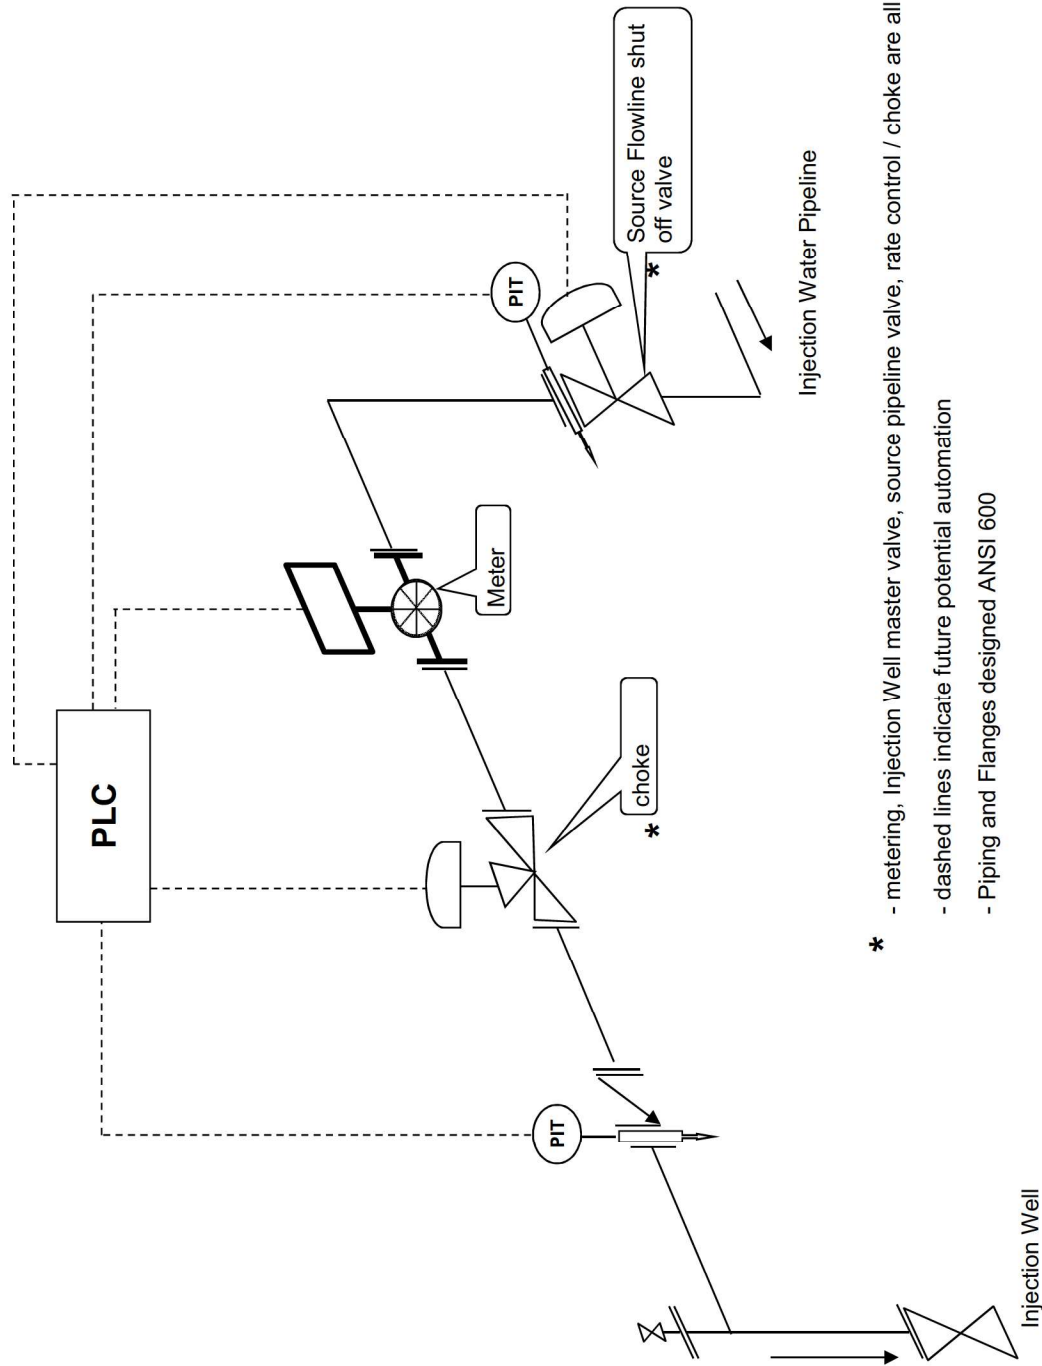 PLC
PIT
PIT
Source Flowline shut
off valve
*
Meter
choke
*
Injection Water Pipeline
Injection Well
* - metering, Injection Well master valve, source pipeline valve, rate control / choke are all
- dashed lines indicate future potential automation
- Piping and Flanges designed ANSI 600